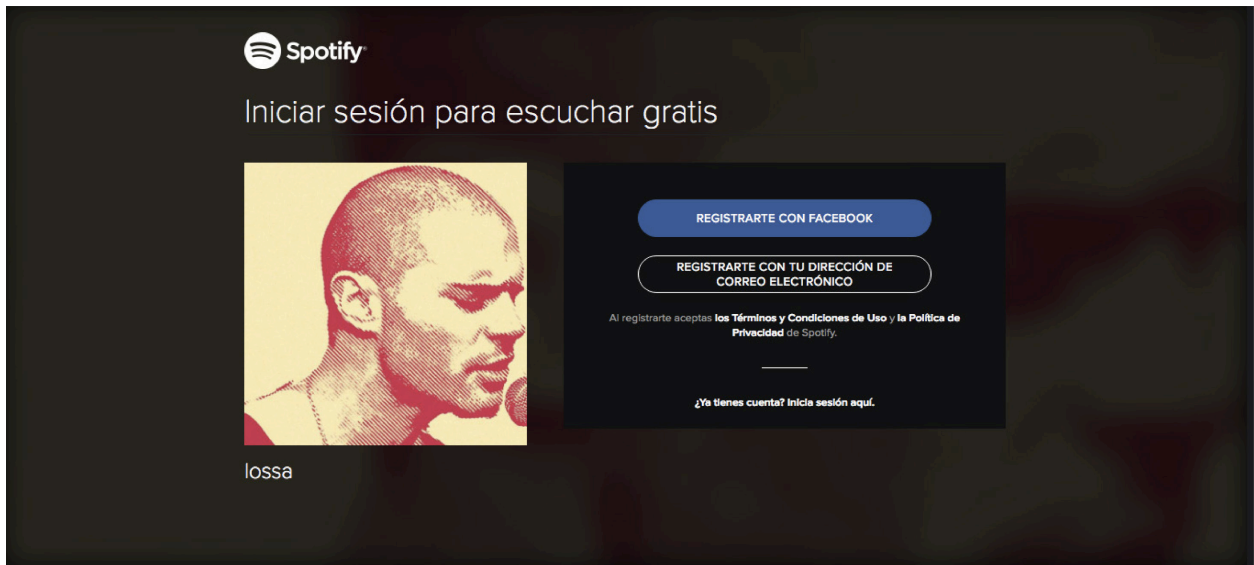 Spotify®
Iniciar sesión para escuchar gratis
REGISTRARTE CON FACEBOOK
REGISTRARTE CON TU DIRECCIÓN DE
CORREO ELECTRÓNICO
Al registrarte aceptas los Términos y Condiciones de Uso y la Política de
Privacidad de Spotify.
¿Ya tienes cuenta? Inicia sesión aquí.
lossa